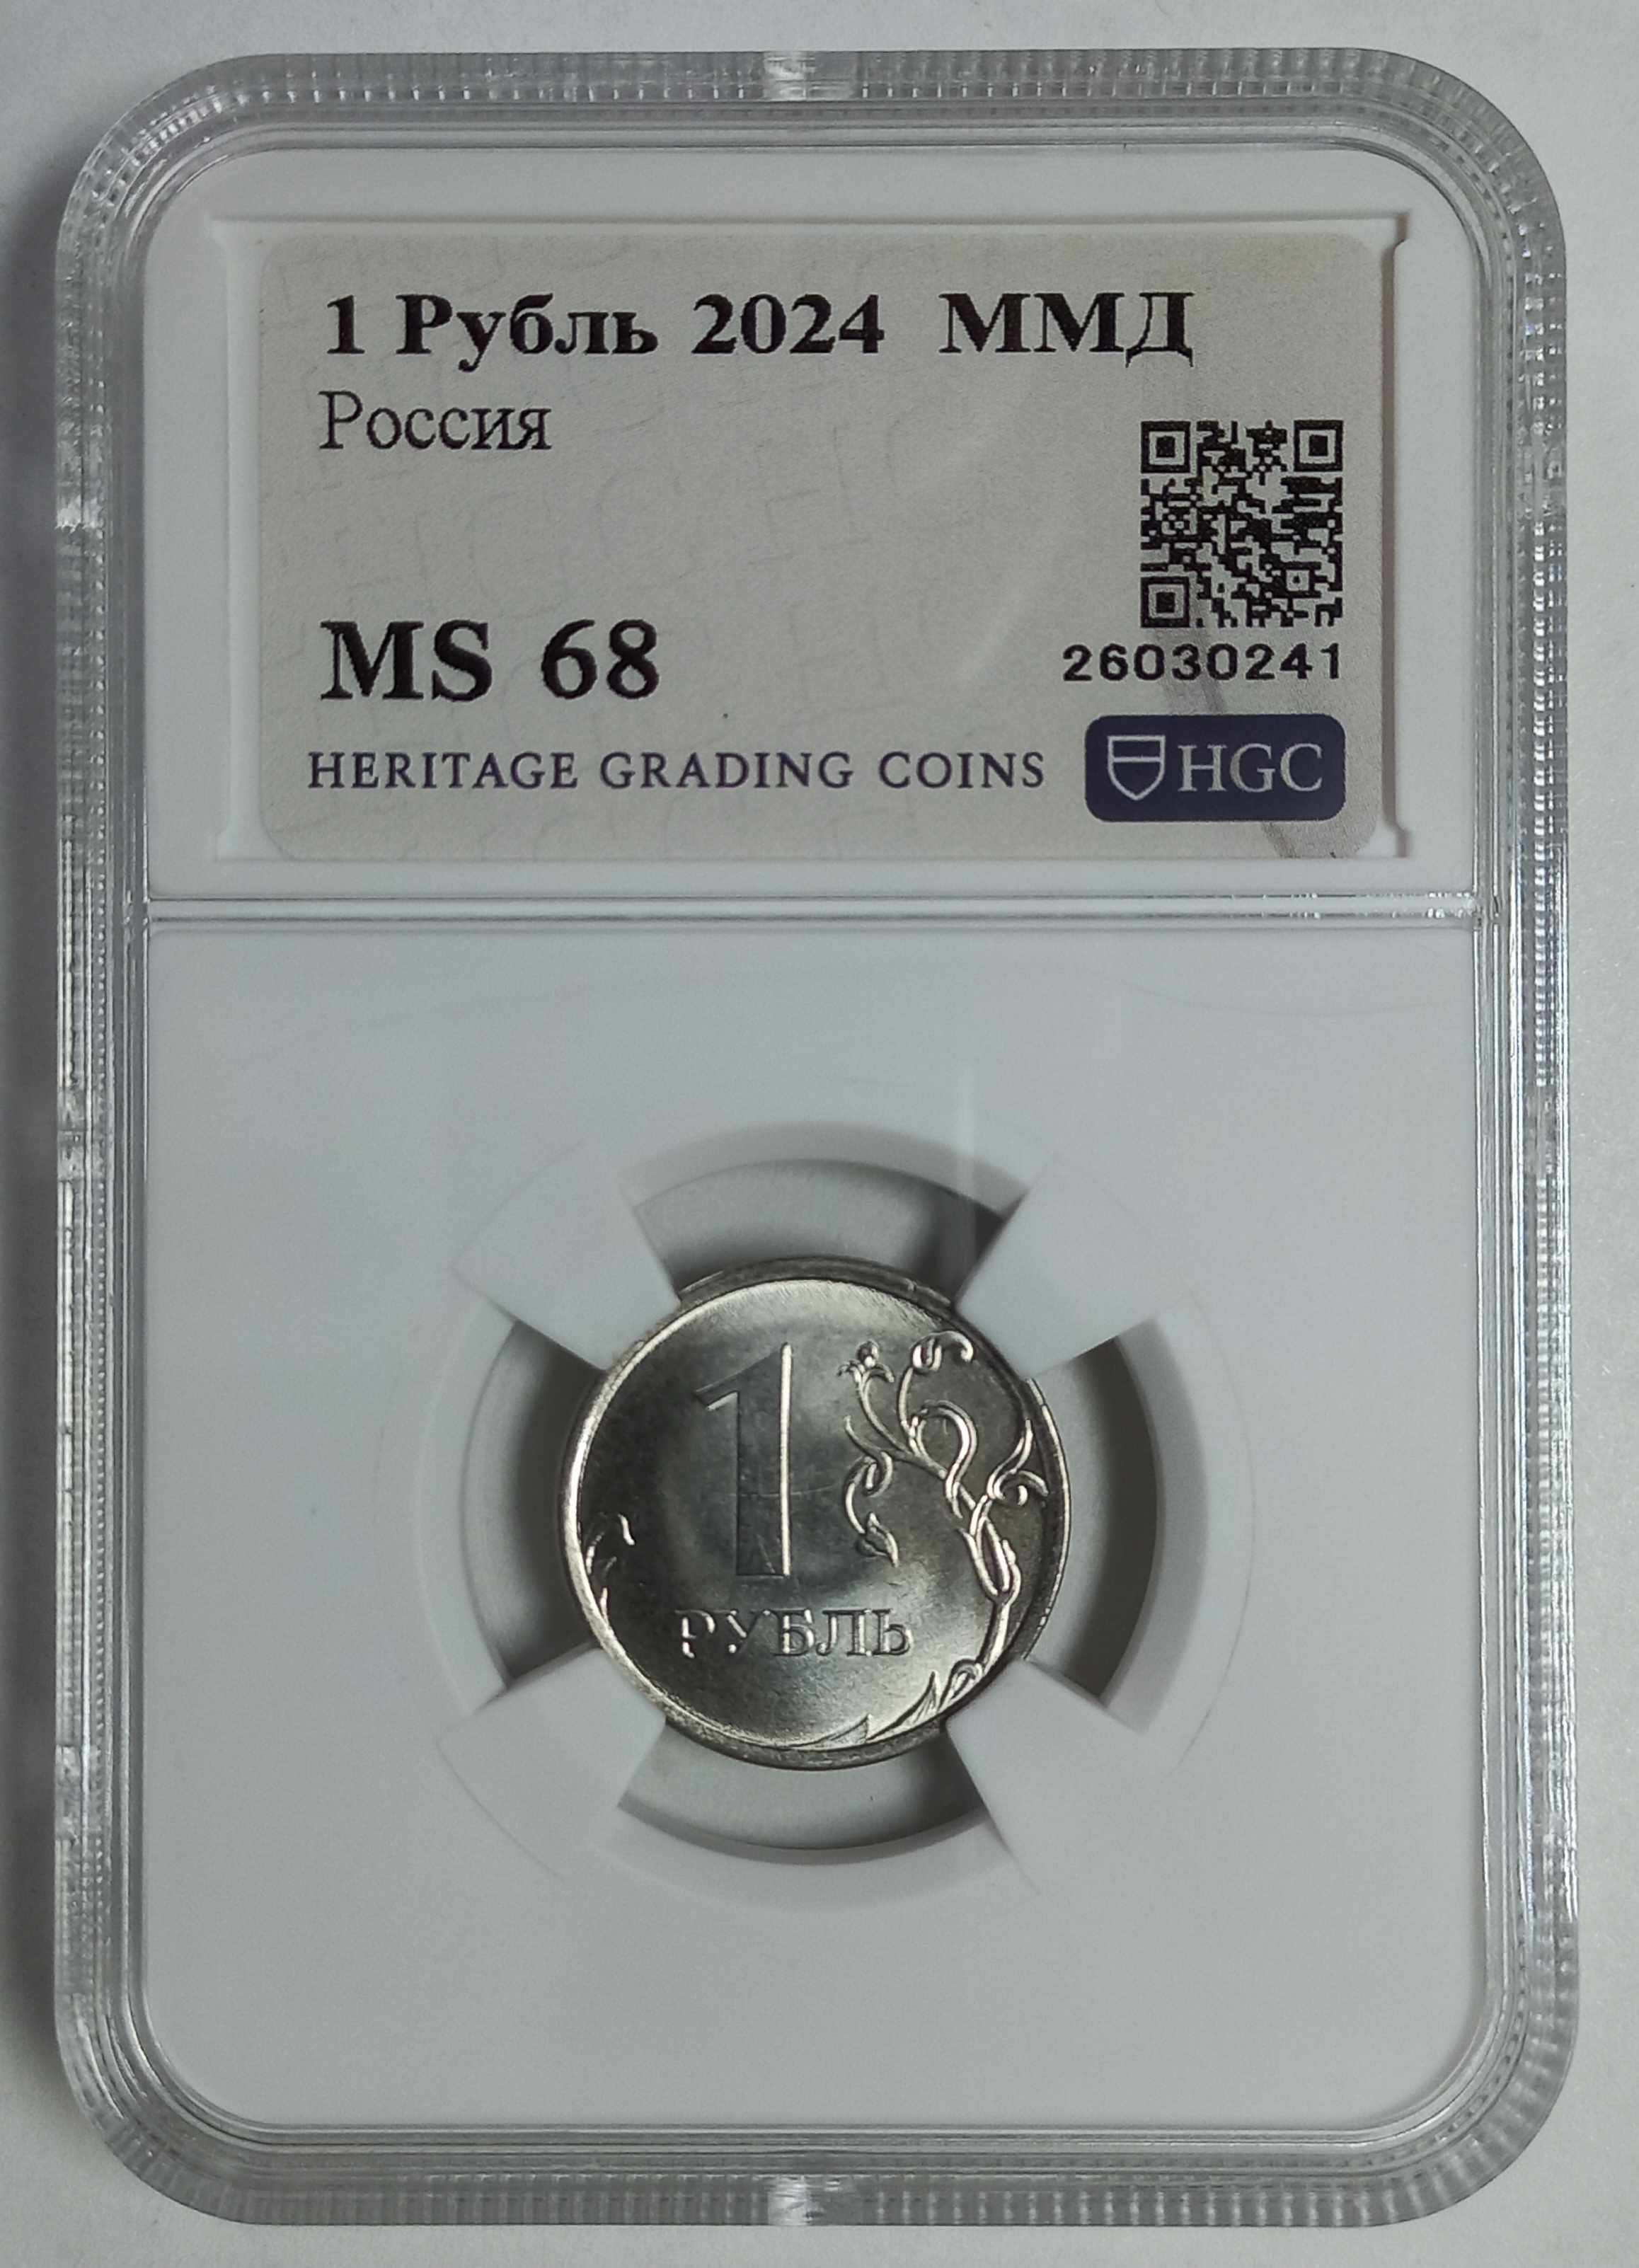 1 Рубль 2024 ММД
Россия
MS 68
26030241
HERITAGE GRADING COINS
HGC
1
РУБЛЬ